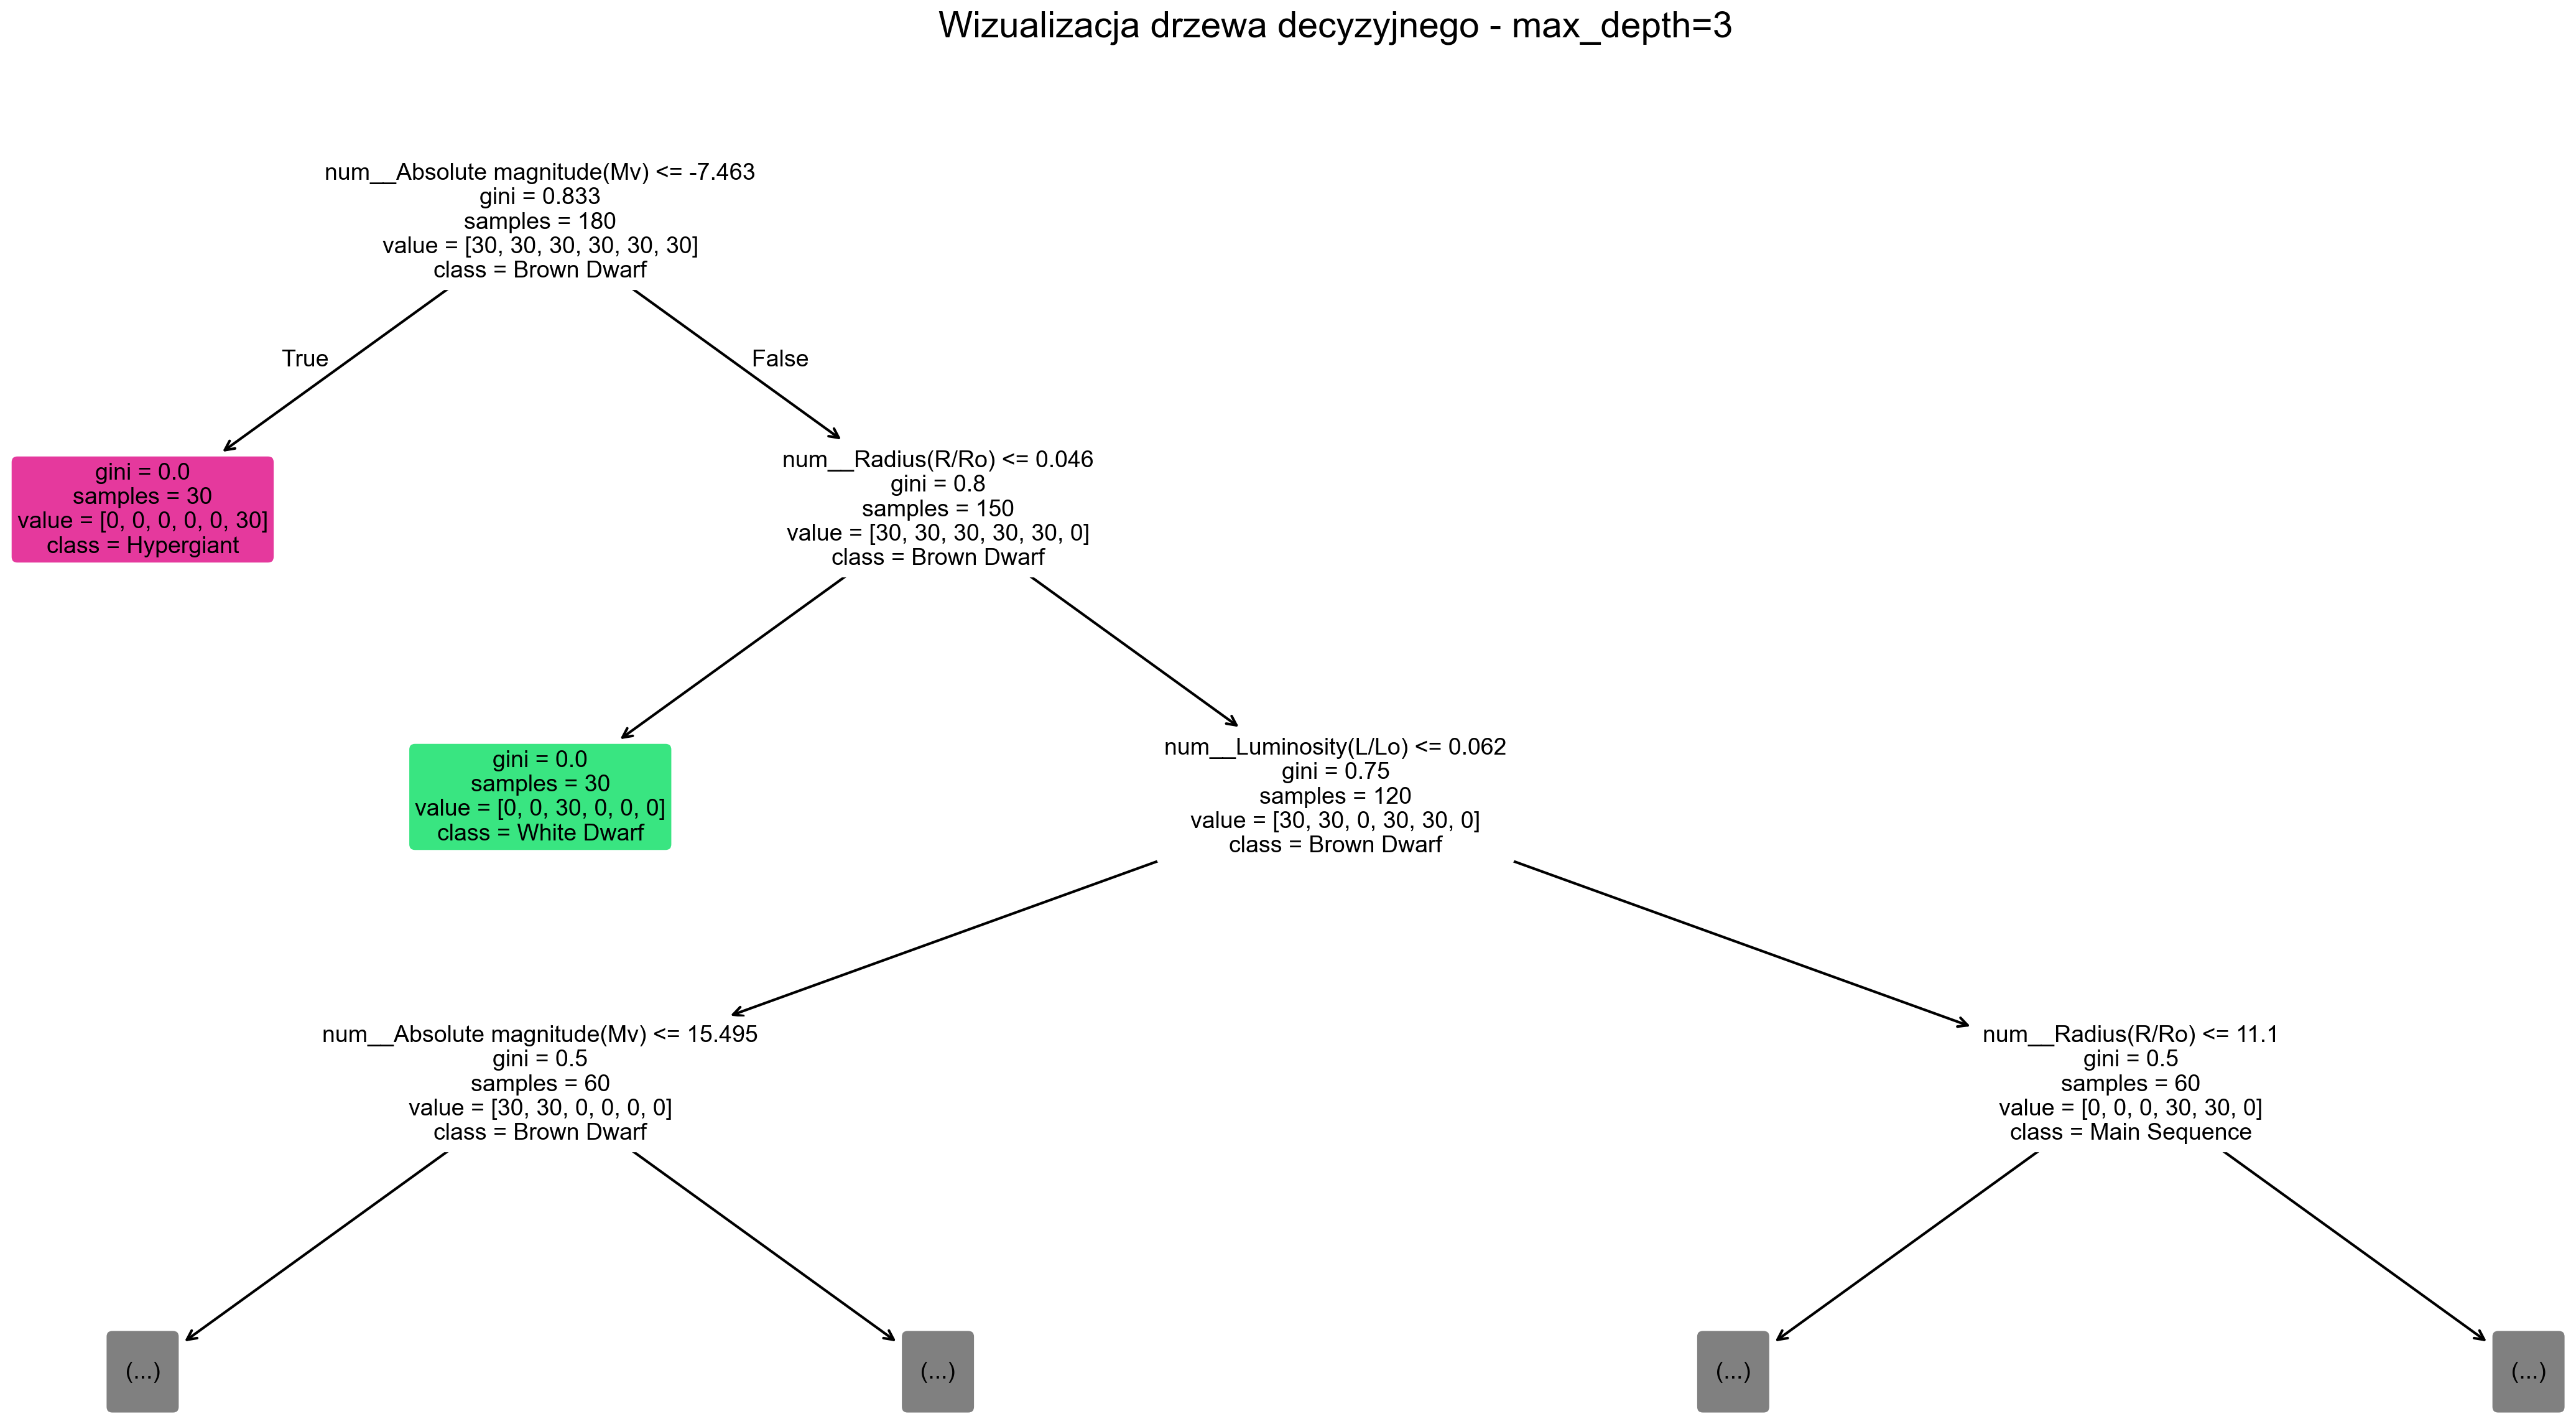 Wizualizacja drzewa decyzyjnego - max_depth=3
num__Absolute magnitude(Mv) <= -7.463
gini = 0.833
samples = 180
value = [30, 30, 30, 30, 30, 30]
class = Brown Dwarf
True
False
gini = 0.0
samples = 30
value = [0, 0, 0, 0, 0, 30]
class = Hypergiant
num__Radius(R/Ro) <= 0.046
gini = 0.8
samples = 150
value = [30, 30, 30, 30, 30, 0]
class = Brown Dwarf
gini = 0.0
samples = 30
value = [0, 0, 30, 0, 0, 0]
class = White Dwarf
num__Luminosity(L/Lo) <= 0.062
gini = 0.75
samples = 120
value = [30, 30, 0, 30, 30, 0]
class = Brown Dwarf
num__Absolute magnitude(Mv) <= 15.495
gini = 0.5
samples = 60
value = [30, 30, 0, 0, 0, 0]
class = Brown Dwarf
num__Radius(R/Ro) <= 11.1
gini = 0.5
samples = 60
value = [0, 0, 0, 30, 30, 0]
class = Main Sequence
(...)
(...)
(...)
(...)